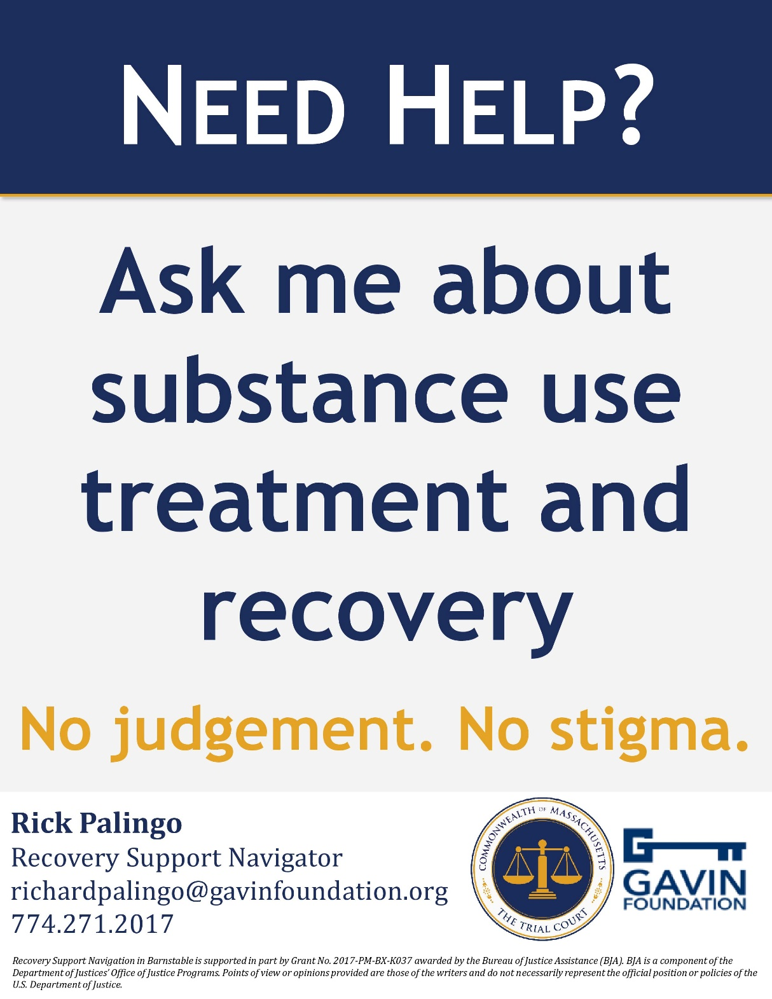 NEED HELP?
Ask me about
substance use
treatment and
recovery
No judgement. No stigma.
Rick Palingo
Recovery Support Navigator
richardpalingo@gavinfoundation.org
774.271.2017
COMMONWEALTH OF MASSACHUSETTS
THE TRIAL COURT
GAVIN
FOUNDATION
Recovery Support Navigation in Barnstable is supported in part by Grant No. 2017-PM-BX-K037 awarded by the Bureau of Justice Assistance (BJA). BJA is a component of the
Department of Justices' Office of Justice Programs. Points of view or opinions provided are those of the writers and do not necessarily represent the official position or policies of the
U.S. Department of Justice.